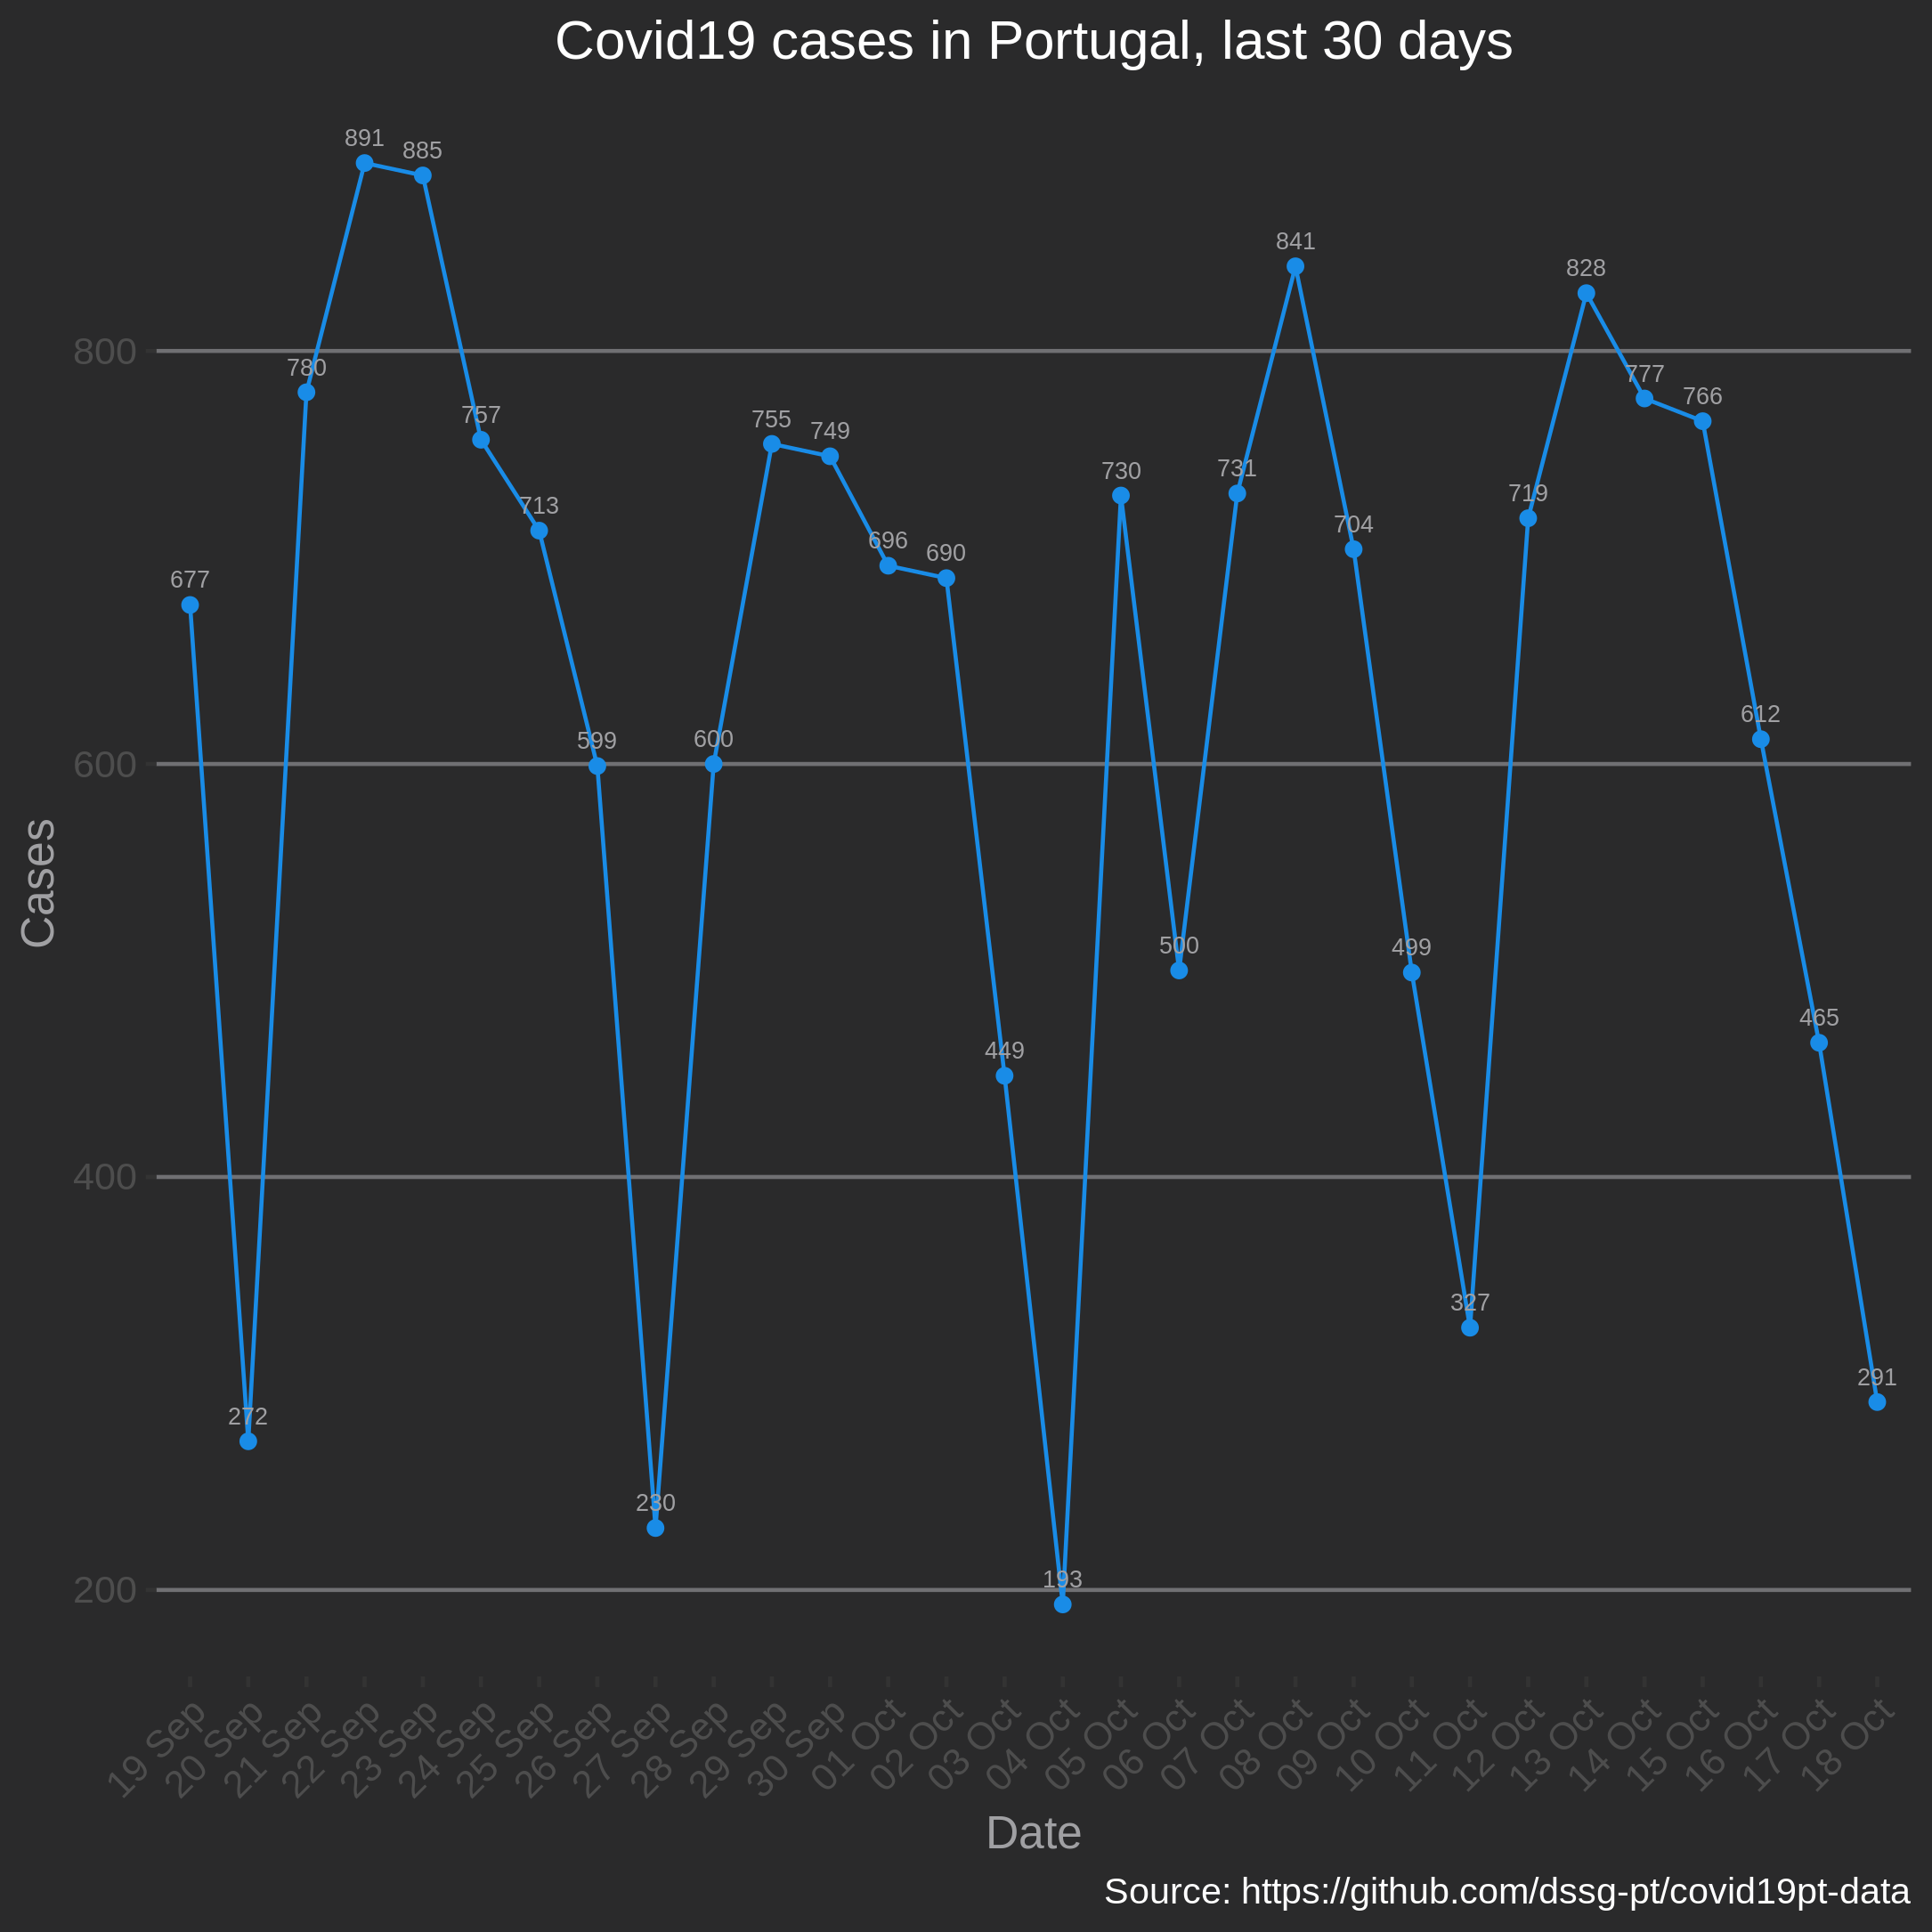 Covid19 cases in Portugal, last 30 days
891
885
841
828
800
780
777
766
757
755
749
730
731
719
713
704
696
690
677
612
600
599
600
500
499
465
449
400
327
291
272
230
200
193
Cases
19 Sep
20 Sep
21 Sep
22 Sep
23 Sep
24 Sep
25 Sep
26 Sep
27 Sep
28 Sep
29 Sep
30 Sep
01 Oct
02 Oct
03 Oct
04 Oct
05 Oct
06 Oct
07 Oct
08 Oct
09 Oct
10 Oct
11 Oct
12 Oct
13 Oct
14 Oct
15 Oct
16 Oct
17 Oct
18 Oct
Date
Source: https://github.com/dssg-pt/covid19pt-data